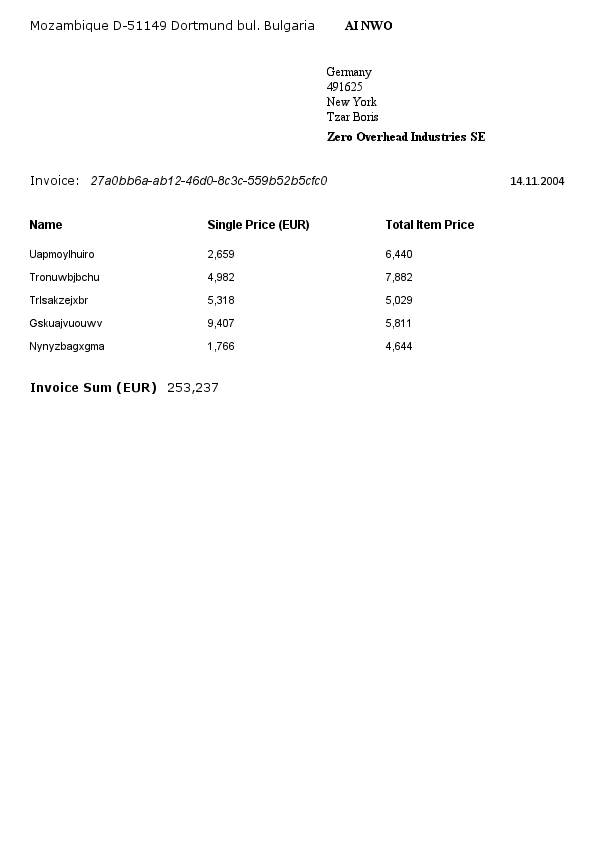 Mozambique D-51149 Dortmund bul. Bulgaria AI NWO
Germany
491625
New York
Tzar Boris
Zero Overhead Industries SE
Invoice: 27a0bb6a-ab12-46d0-8c3c-559b52b5cfc0 14.11.2004
Name Single Price (EUR) Total Item Price
Uapmoylhuiro 2,659 6,440
Tronuwbjbchu 4,982 7,882
Trlsakzejxbr 5,318 5,029
Gskuajvuouwv 9,407 5,811
Nynyzbagxgma 1,766 4,644
Invoice Sum (EUR) 253,237